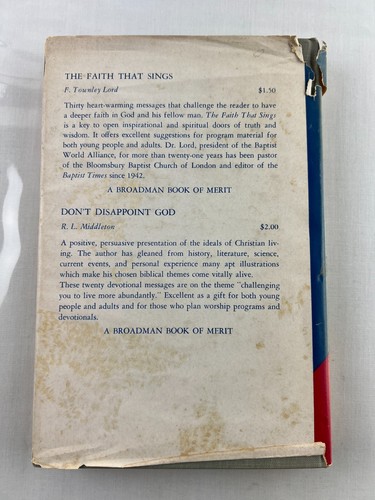 THE FAITH THAT SINGS
F. Townley Lord $1.50
Thirty heart-warming messages that challenge the reader to have
a deeper faith in God and his fellow man. The Faith That Sings
is a key to open inspirational and spiritual doors of truth and
wisdom. It offers excellent suggestions for program material for
both young people and adults. Dr. Lord, president of the Baptist
World Alliance, for more than twenty-one years has been pastor
of the Bloomsbury Baptist Church of London and editor of the
Baptist Times since 1942.
A BROADMAN BOOK OF MERIT
DON'T DISAPPOINT GOD
R. L. Middleton $2.00
A positive, persuasive presentation of the ideals of Christian liv-
ing. The author has gleaned from history, literature, science,
current events, and personal experience many apt illustrations
which make his chosen biblical themes come vitally alive.
These twenty devotional messages are on the theme "challenging
you to live more abundantly." Excellent as a gift for both young
people and adults and for those who plan worship programs and
devotionals.
A BROADMAN BOOK OF MERIT